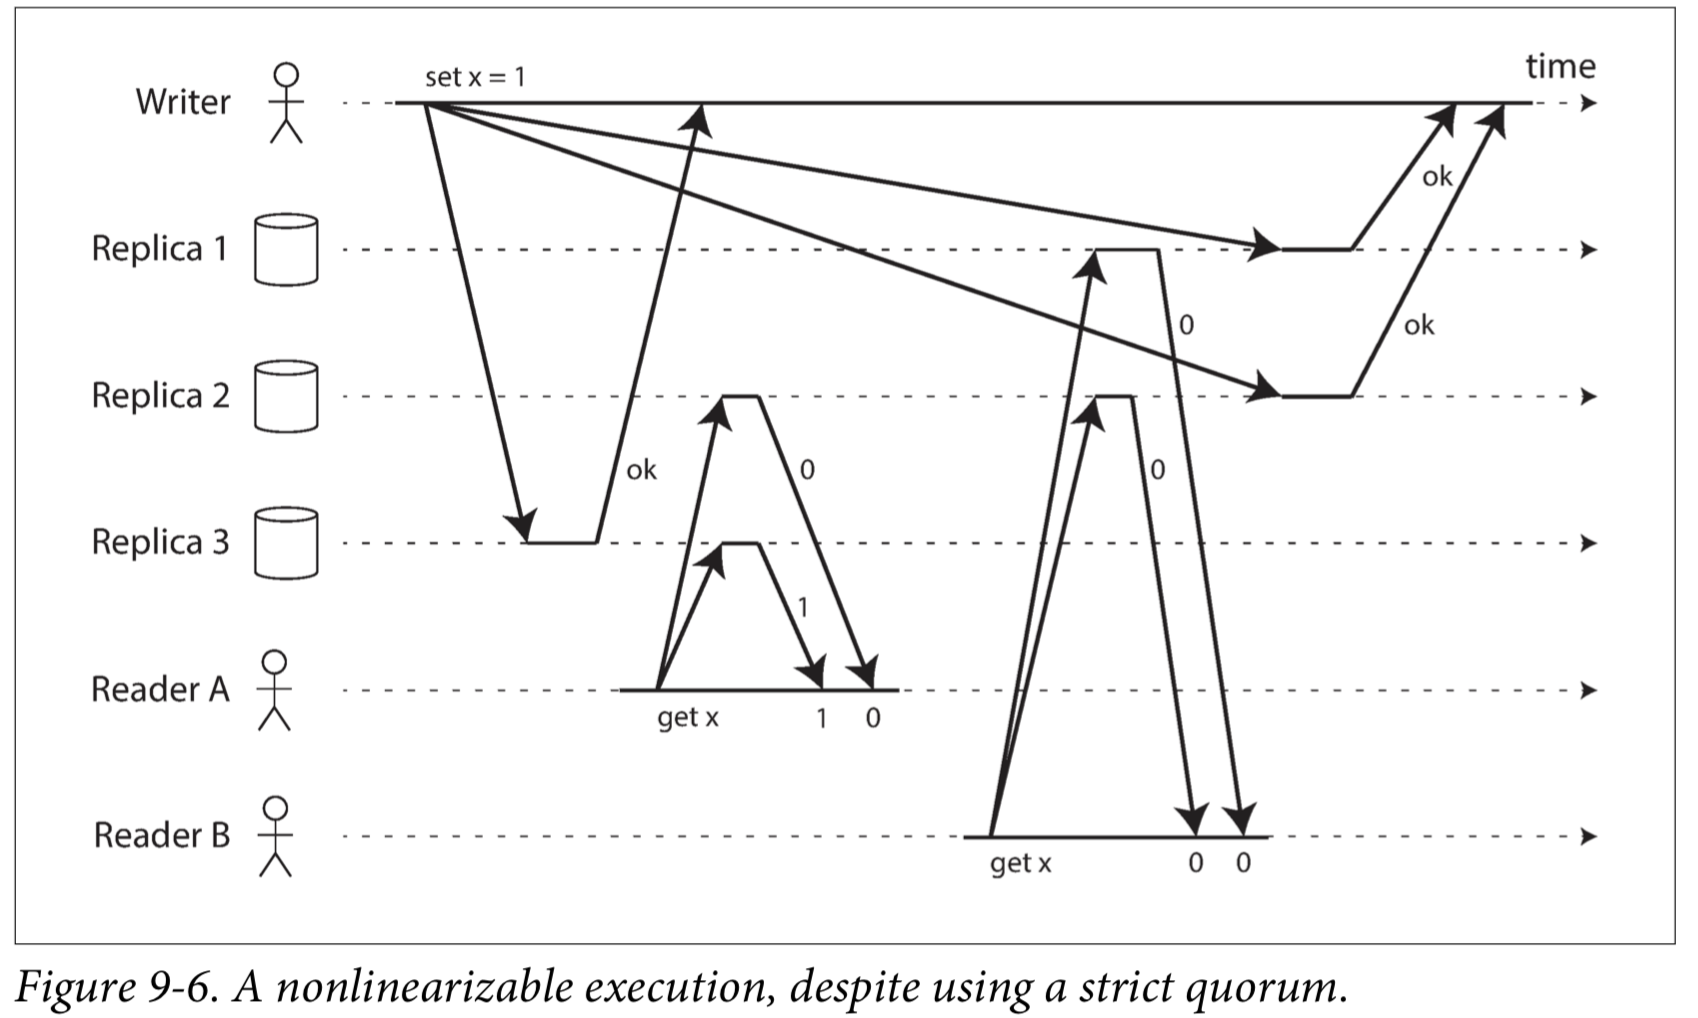 set x = 1
time
Writer
ok
Replica 1
0
ok
Replica 2
ok
0
0
Replica 3
1
Reader A
get x
1
0
Reader B
get x
0
0
Figure 9-6. A nonlinearizable execution, despite using a strict quorum.